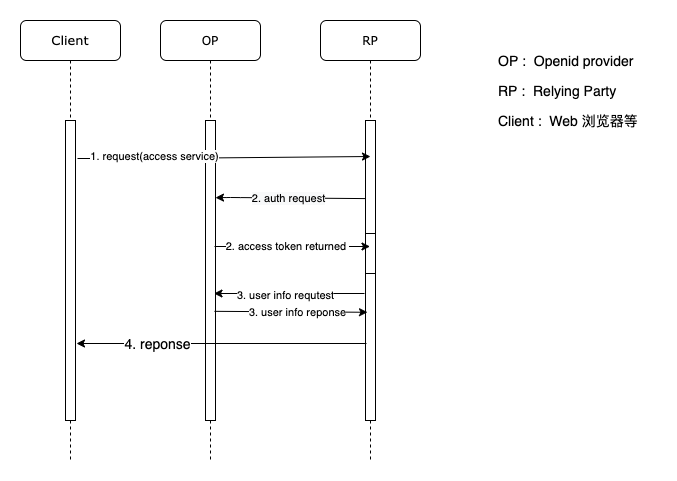 Client
OP
RP
OP： Openid provider
RP： Relying Party
Client： Web 浏览器等
1. request(access service)
2. auth request
2. access token returned
3. user info requtest
3. user info reponse
4. reponse